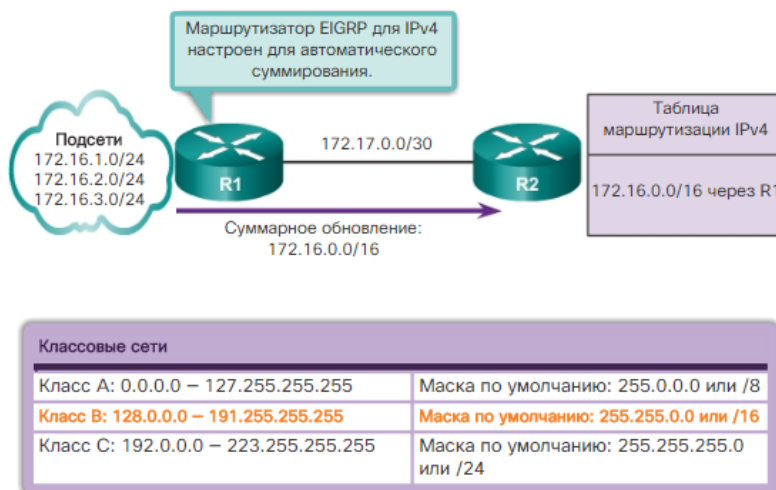 Маршрутизатор EIGRP для IPv4
настроен для автоматического
суммирования.
Подсети
172.16.1.0/24
172.16.2.0/24
172.16.3.0/24
R1
172.17.0.0/30
R2
Таблица
маршрутизации IPv4
172.16.0.0/16 через R1
Суммарное обновление:
172.16.0.0/16
Классовые сети
Класс A: 0.0.0.0 – 127.255.255.255
Маска по умолчанию: 255.0.0.0 или /8
Класс B: 128.0.0.0 – 191.255.255.255
Маска по умолчанию: 255.255.0.0 или /16
Класс C: 192.0.0.0 – 223.255.255.255
Маска по умолчанию: 255.255.255.0
или /24